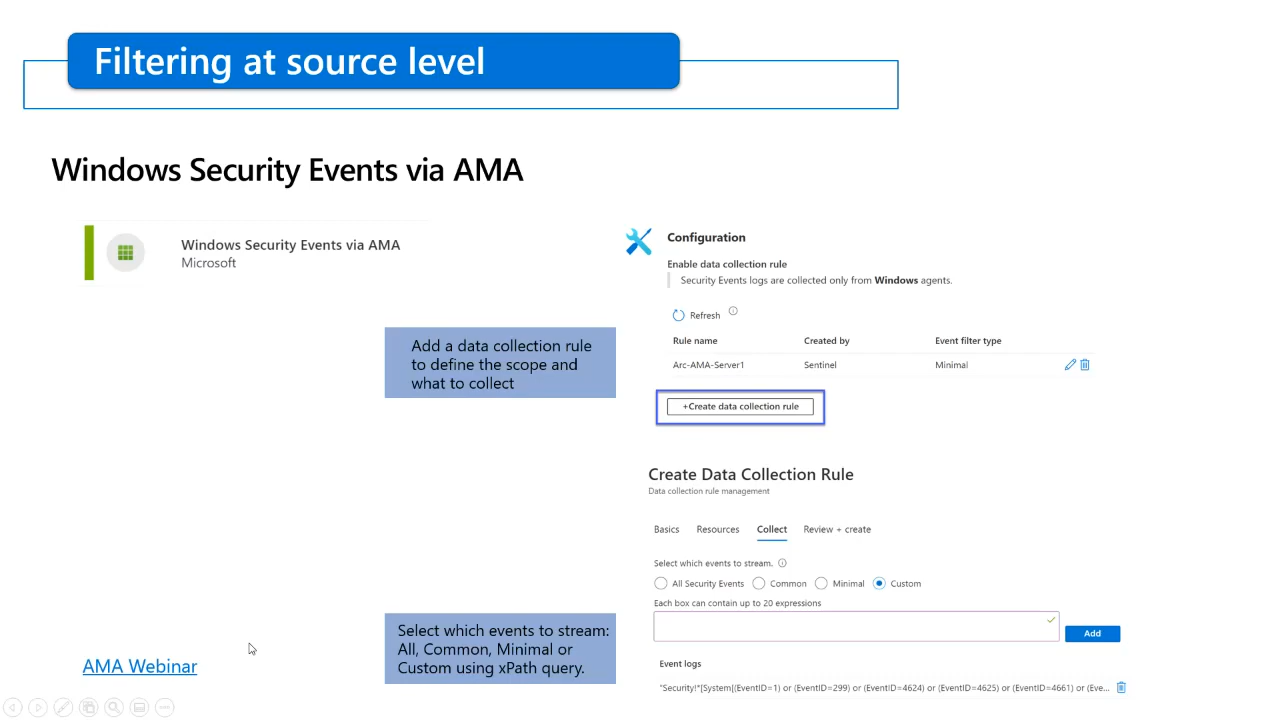 Filtering at source level
Windows Security Events via AMA
Windows Security Events via AMA
Microsoft
Add a data collection rule
to define the scope and
what to collect
Configuration
Enable data collection rule
Security Events logs are collected only from Windows agents.
Refresh
Rule name Created by Event filter type
Arc-AMA-Server1 Sentinel Minimal
+Create data collection rule
Create Data Collection Rule
Data collection rule management
Basics Resources Collect Review + create
Select which events to stream.
All Security Events Common Minimal Custom
Each box can contain up to 20 expressions
Add
Select which events to stream:
All, Common, Minimal or
Custom using xPath query.
Event logs
"Security!*[System[(EventID=1) or (EventID=299) or (EventID=4624) or (EventID=4625) or (EventID=4661) or (Eve...
AMA Webinar